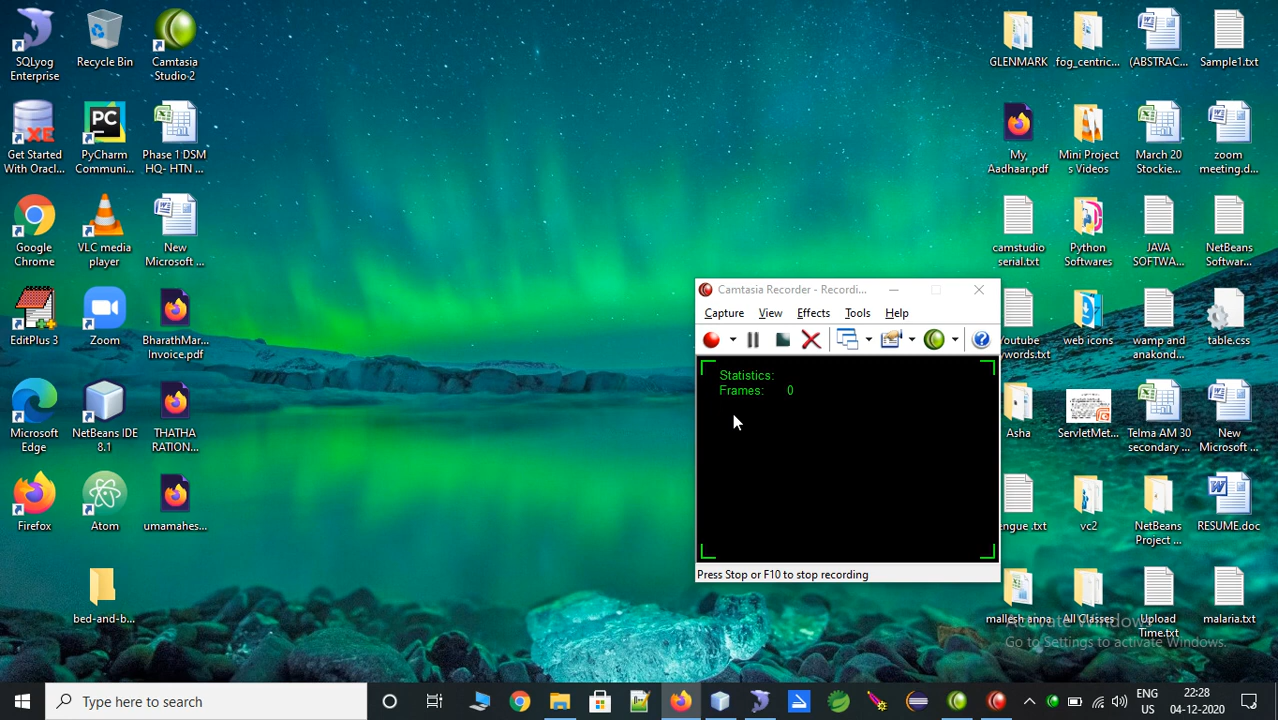 SQLyog
Enterprise
Recycle Bin
Camtasia
Studio-2
Get Started
With Oracl...
PyCharm
Communi...
Phase 1 DSM
HQ- HTN ...
Google
Chrome
VLC media
player
New
Microsoft ...
EditPlus 3
Zoom
BharathMar...
Invoice.pdf
Microsoft
Edge
NetBeans IDE
8.1
THATHA
RATION...
Firefox
Atom
umamahes...
bed-and-b...
GLENMARK
fog_centric...
(ABSTRAC...
Sample1.txt
My,
Aadhaar.pdf
Mini Project
s Videos
March 20
Stockie...
zoom
meeting.d...
camstudio
serial.txt
Python
Softwares
JAVA
SOFTWA...
NetBeans
Softwar...
web icons
wamp and
anakond...
table.css
Asha
ServletMet...
Telma AM 30
secondary ...
New
Microsoft ...
vc2
NetBeans
Project ...
RESUME.doc
mallesh anna
All Classes
Upload
Time.txt
malaria.txt
Camtasia Recorder - Recordi...
Capture View Effects Tools Help
Statistics:
Frames: 0
Press Stop or F10 to stop recording
Activate Windows
Go to Settings to activate Windows.
Type here to search
ENG
US
22:28
04-12-2020